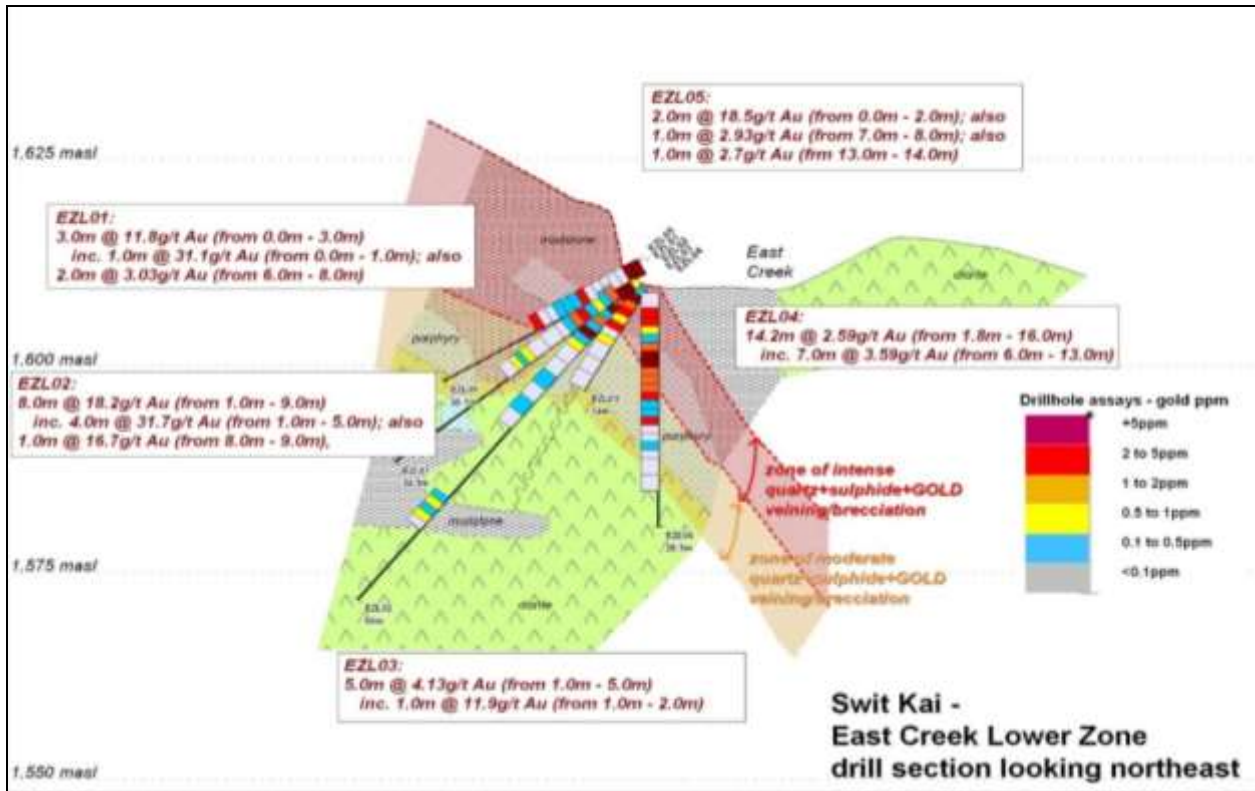 EZL05:
2.0m @ 18.5g/t Au (from 0.0m - 2.0m); also
1.0m @ 2.93g/t Au (from 7.0m - 8.0m); also
1.0m @ 2.7g/t Au (frm 13.0m - 14.0m)
1,625 masl
EZL01:
3.0m @ 11.8g/t Au (from 0.0m - 3.0m)
inc. 1.0m @ 31.1g/t Au (from 0.0m - 1.0m); also
2.0m @ 3.03g/t Au (from 6.0m - 8.0m)
mudstone
East
Creek
diorite
EZL04:
14.2m @ 2.59g/t Au (from 1.8m - 16.0m)
inc. 7.0m @ 3.59g/t Au (from 6.0m - 13.0m)
porphyry
1,600 masl
EZL02:
8.0m @ 18.2g/t Au (from 1.0m - 9.0m)
inc. 4.0m @ 31.7g/t Au (from 1.0m - 5.0m); also
1.0m @ 16.7g/t Au (from 8.0m - 9.0m),
Drillhole assays - gold ppm
+5ppm
2 to 5ppm
1 to 2ppm
0.5 to 1ppm
0.1 to 0.5ppm
<0.1ppm
porphyry
zone of intense
quartz+sulphide+GOLD
veining/brecciation
mudstone
zone of moderate
quartz+sulphide+GOLD
veining/brecciation
1,575 masl
diorite
EZL03:
5.0m @ 4.13g/t Au (from 1.0m - 5.0m)
inc. 1.0m @ 11.9g/t Au (from 1.0m - 2.0m)
Swit Kai -
East Creek Lower Zone
drill section looking northeast
1,550 masl